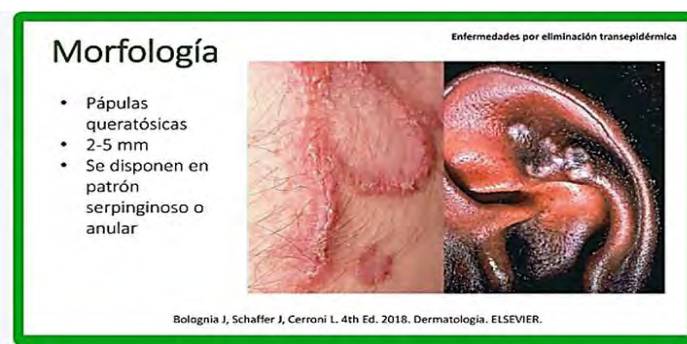 Enfermedades por eliminación transepidérmica
Morfología
• Pápulas
queratósicas
• 2-5 mm
• Se disponen en
patrón
serpinginoso o
anular
Bolognia J, Schaffer J, Cerroni L. 4th Ed. 2018. Dermatologia. ELSEVIER.